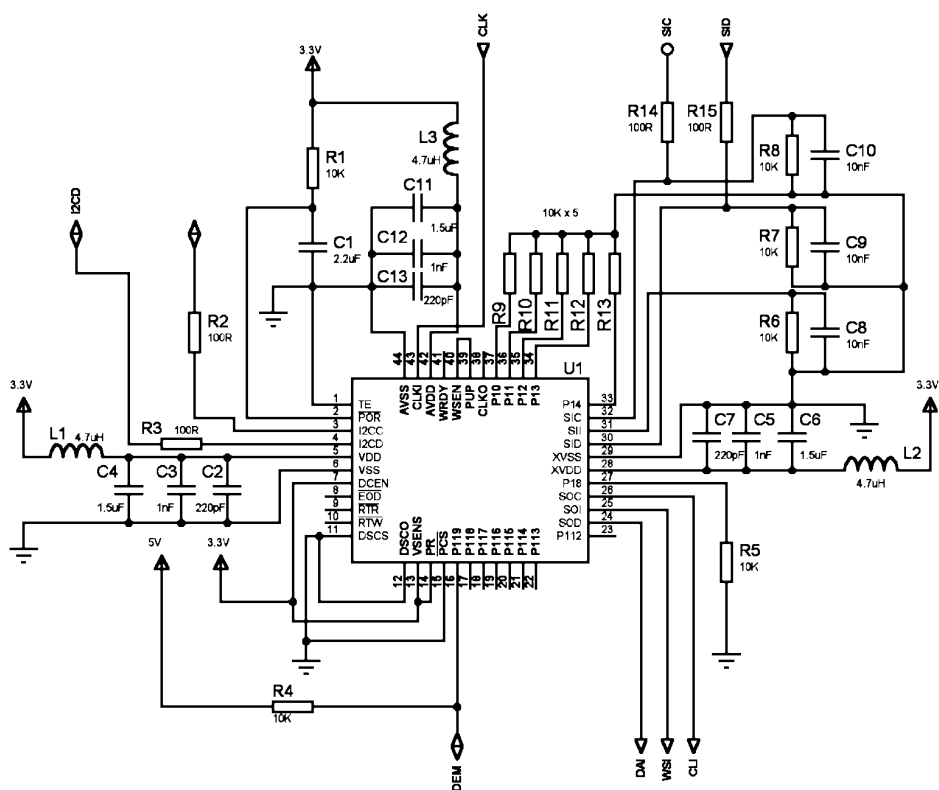 CLK
SIC
SID
3.3V
R14
100R
R15
100R
L3
4.7uH
R1
10K
R8
10K
C10
10nF
I2CD
C11
1.5uF
C12
1nF
C13
220pF
C1
2.2uF
10K x 5
R7
10K
C9
10nF
R9
R10
R11
R12
R13
R2
100R
R6
10K
C8
10nF
44
43
42
41
40
39
38
37
36
35
34
U1
AVSS
CLKI
AVDD
WRDY
WSEN
PUP
CLKO
P10
P11
P12
P13
3.3V
L1
4.7uH
R3
100R
1 TE
2 POR
3 I2CC
4 I2CD
5 VDD
6 VSS
7 DCEN
8 EOD
9 RTR
10 RTW
11 DSCS
P14 33
SIC 32
SII 31
SID 30
XVSS 29
XVDD 28
P18 27
SOC 26
SOI 25
SOD 24
P112 23
3.3V
C7
220pF
C5
1nF
C6
1.5uF
L2
4.7uH
C4
1.5uF
C3
1nF
C2
220pF
DSCO
VSENS
PR
PCS
P119
P118
P117
P116
P115
P114
P113
12
13
14
15
16
17
18
19
20
21
22
5V
3.3V
R5
10K
R4
10K
DEM
DAI
WSI
CLI